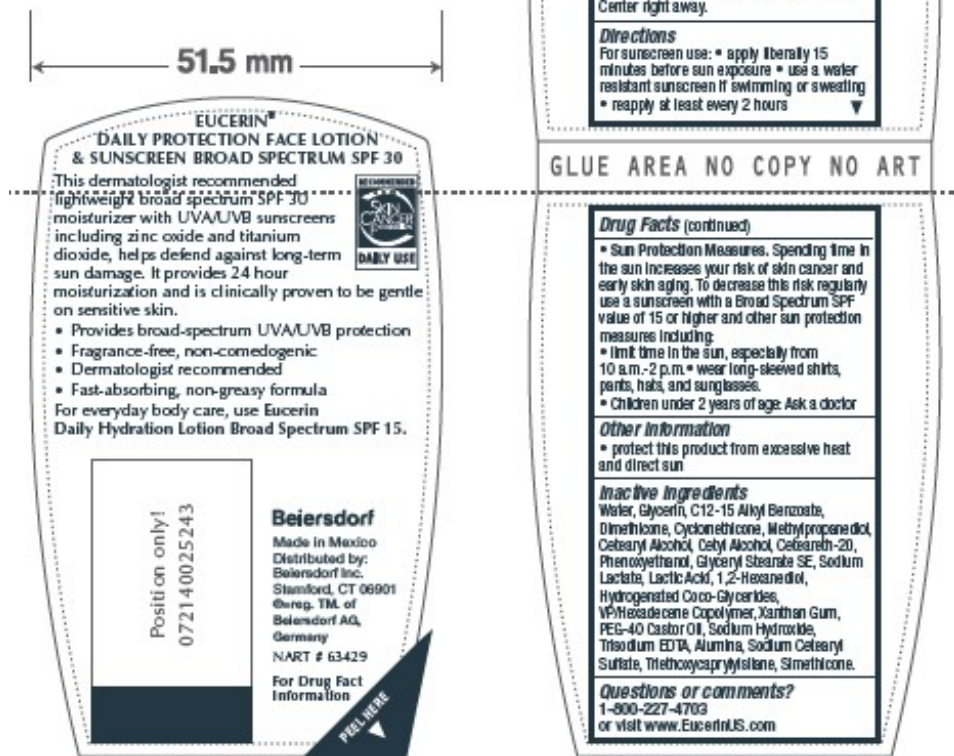 51.5 mm
EUCERIN®
DAILY PROTECTION FACE LOTION
& SUNSCREEN BROAD SPECTRUM SPF 30
This dermatologist recommended
lightweight broad spectrum SPF 30
moisturizer with UVA/UVB sunscreens
including zinc oxide and titanium
dioxide, helps defend against long-term
sun damage. It provides 24 hour
moisturization and is clinically proven to be gentle
on sensitive skin.
• Provides broad-spectrum UVA/UVB protection
• Fragrance-free, non-comedogenic
• Dermatologist recommended
• Fast-absorbing, non-greasy formula
For everyday body care, use Eucerin
Daily Hydration Lotion Broad Spectrum SPF 15.
RECOMMENDED
SKIN
CANCER
DAILY USE
Position only!
072140025243
Beiersdorf
Made in Mexico
Distributed by:
Beiersdorf Inc.
Stamford, CT 06901
®=reg. TM. of
Beiersdorf AG,
Germany
NART # 63429
For Drug Fact
Information
PEEL HERE
Center right away.
Directions
For sunscreen use: • apply liberally 15
minutes before sun exposure • use a water
resistant sunscreen if swimming or sweating
• reapply at least every 2 hours
GLUE AREA NO COPY NO ART
Drug Facts (continued)
• Sun Protection Measures. Spending time in
the sun increases your risk of skin cancer and
early skin aging. To decrease this risk regularly
use a sunscreen with a Broad Spectrum SPF
value of 15 or higher and other sun protection
measures including:
• limit time in the sun, especially from
10 a.m.-2 p.m.• wear long-sleeved shirts,
pants, hats, and sunglasses.
• Children under 2 years of age: Ask a doctor
Other Information
• protect this product from excessive heat
and direct sun
Inactive Ingredients
Water, Glycerin, C12-15 Alkyl Benzoate,
Dimethicone, Cyclomethicone, Methylpropanediol,
Cetearyl Alcohol, Cetyl Alcohol, Ceteareth-20,
Phenoxyethanol, Glyceryl Stearate SE, Sodium
Lactate, Lactic Acid, 1,2-Hexanediol,
Hydrogenated Coco-Glycerides,
VP/Hexadecene Copolymer, Xanthan Gum,
PEG-40 Castor Oil, Sodium Hydroxide,
Trisodium EDTA, Alumina, Sodium Cetearyl
Sulfate, Triethoxycaprylylsilane, Simethicone.
Questions or comments?
1-800-227-4703
or visit www.EucerinUS.com